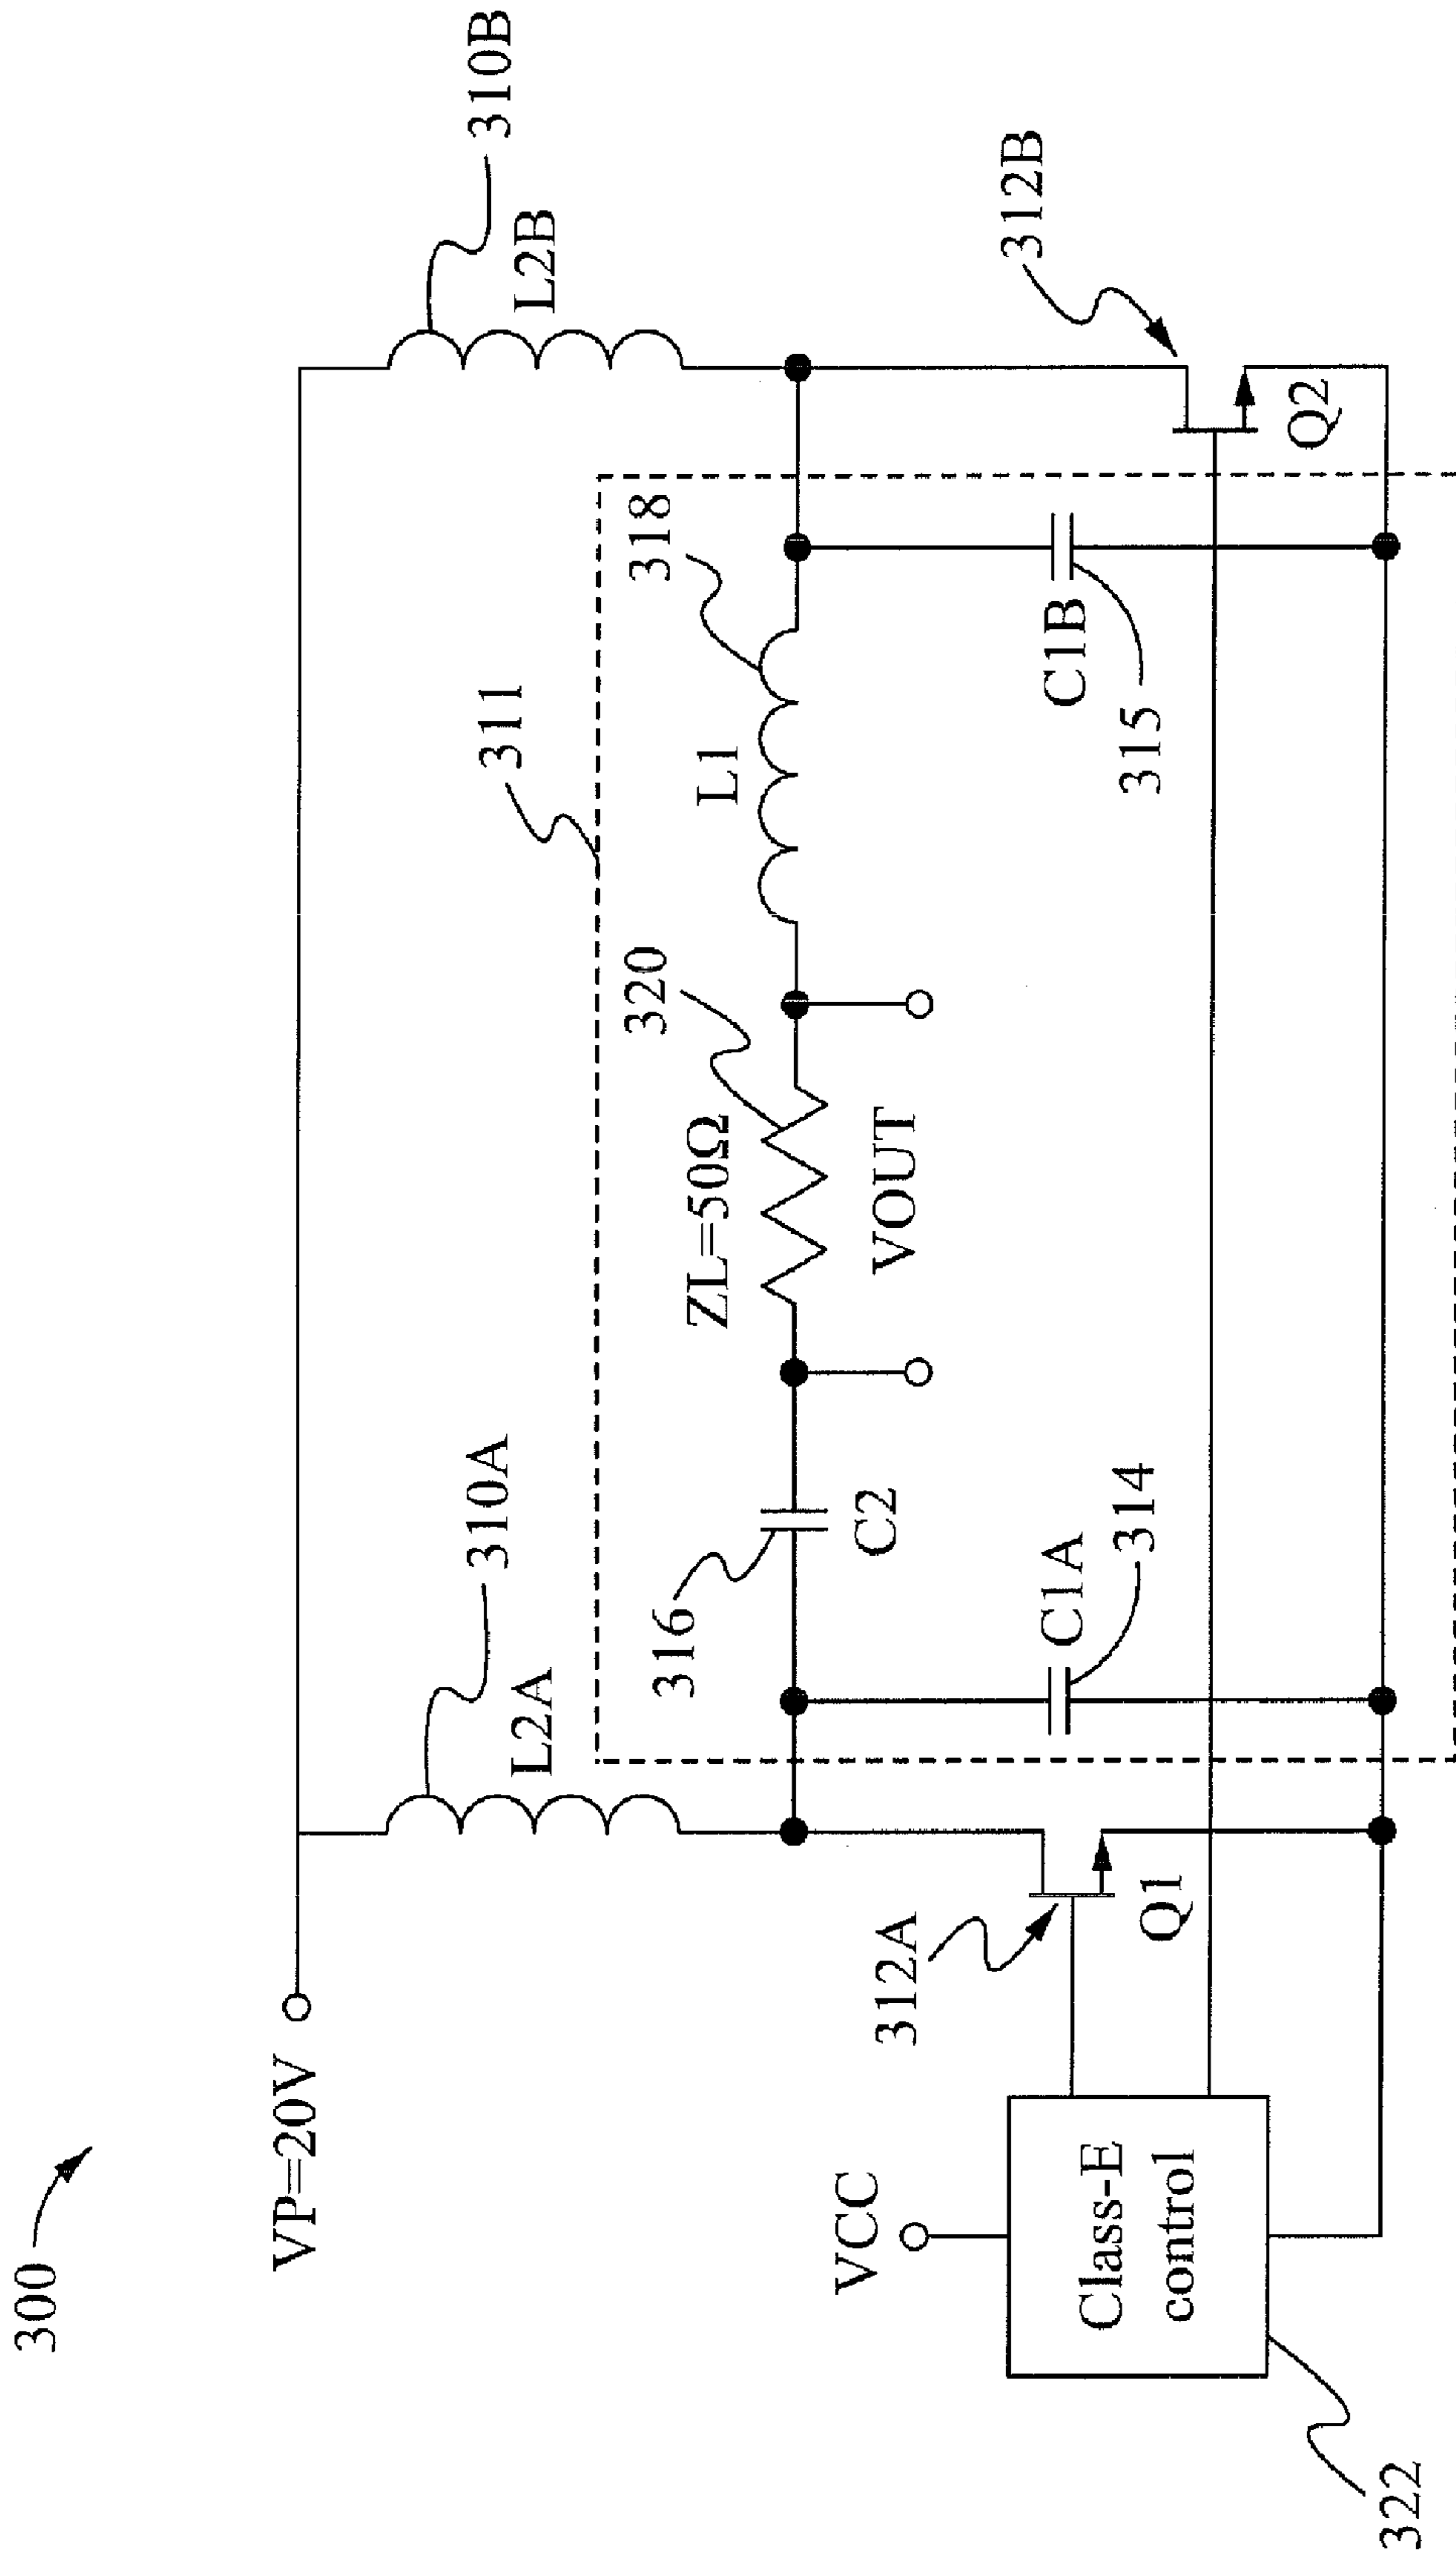 300
VP=20V
310A
L2A
310B
L2B
311
316
C2
ZL=50Ω
320
VOUT
L1
318
VCC
312A
Q1
C1A
314
C1B
315
312B
Q2
Class-E
control
322